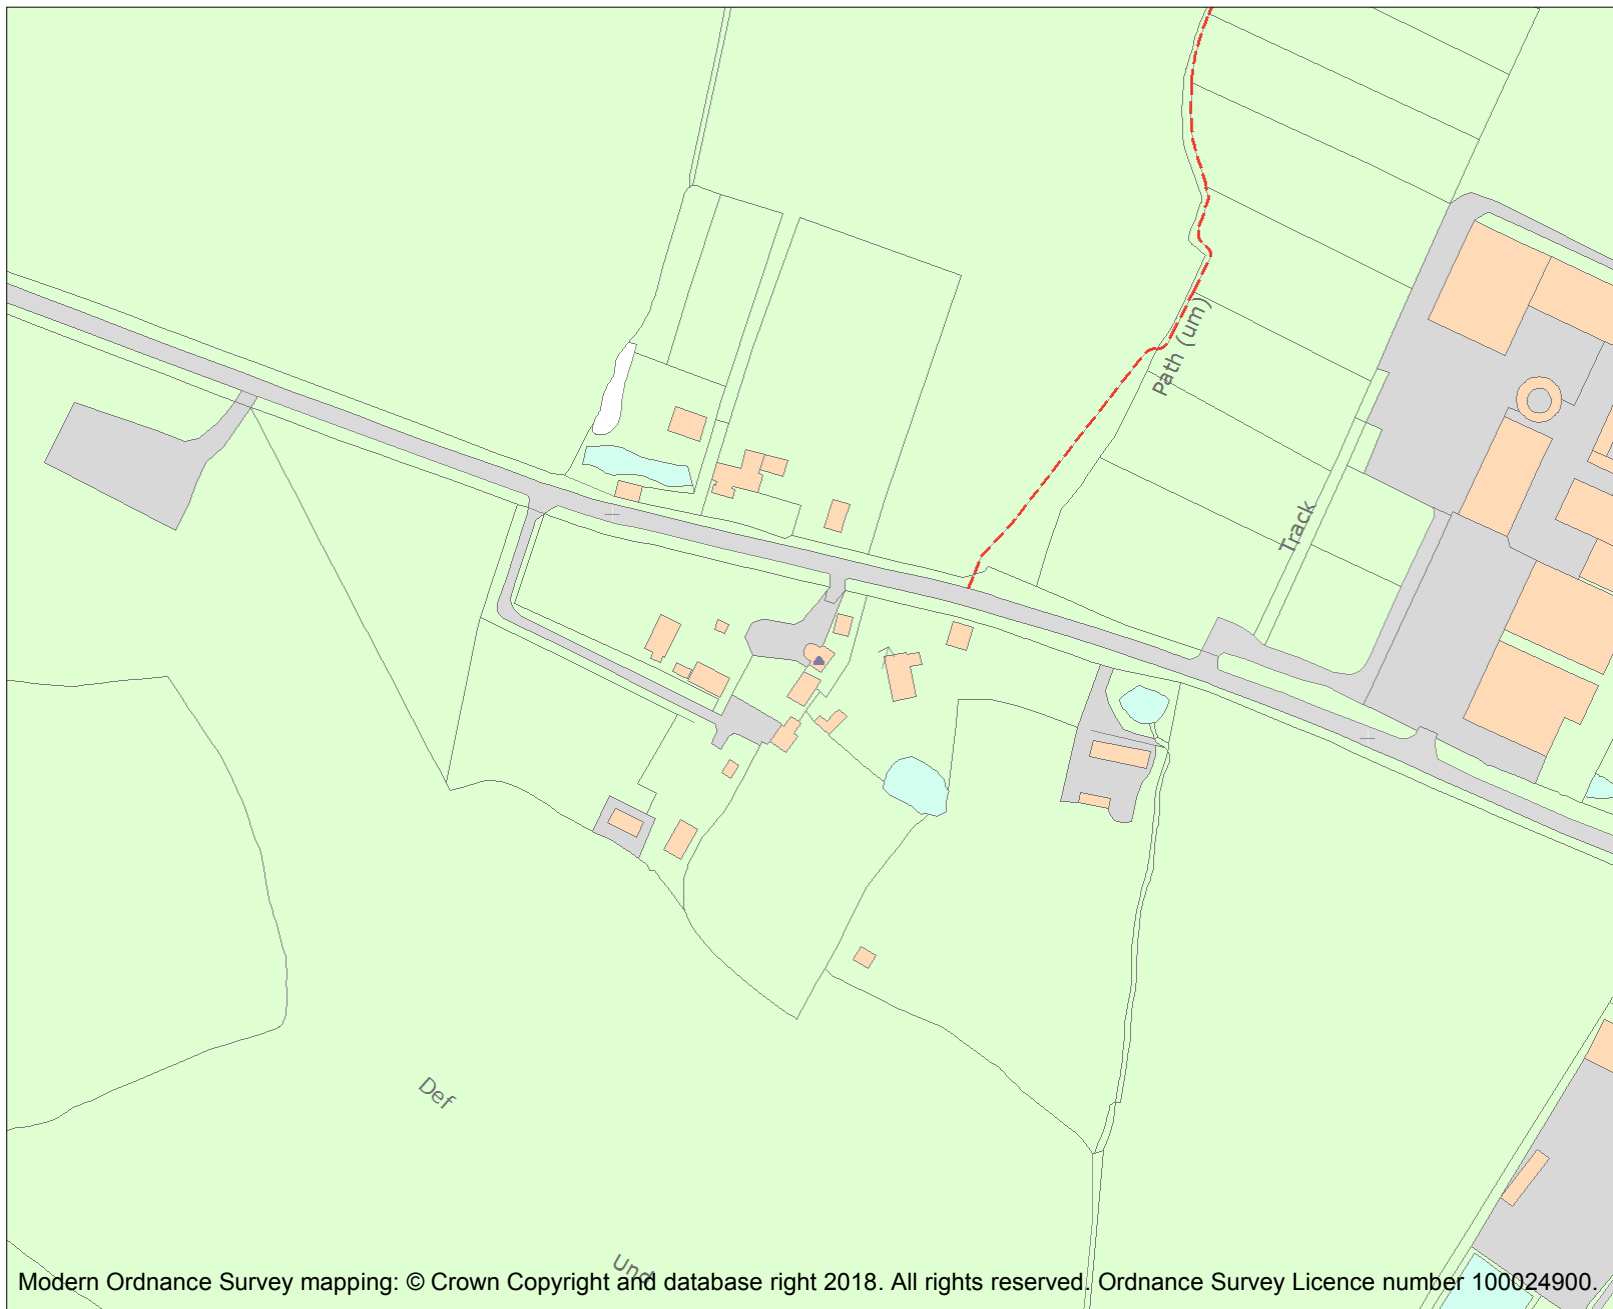 Path (um)
Track
Def
Und
Modern Ordnance Survey mapping: © Crown Copyright and database right 2018. All rights reserved. Ordnance Survey Licence number 100024900.